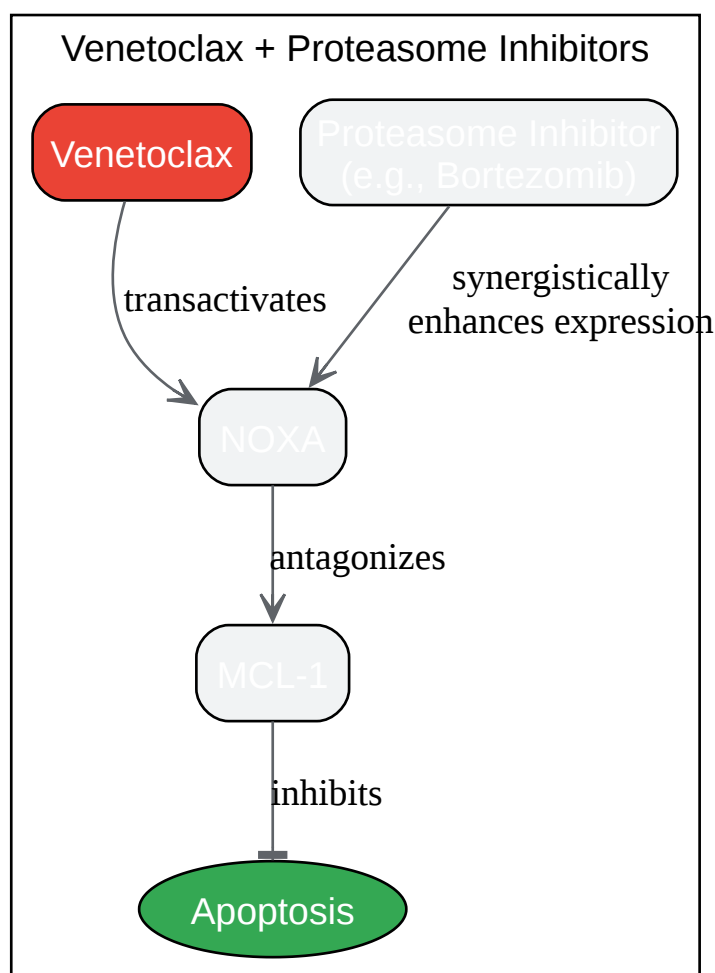 Venetoclax + Proteasome Inhibitors
Venetoclax
Proteasome Inhibitor
(e.g., Bortezomib)
transactivates
synergistically
enhances expression
NOXA
antagonizes
MCL-1
inhibits
Apoptosis